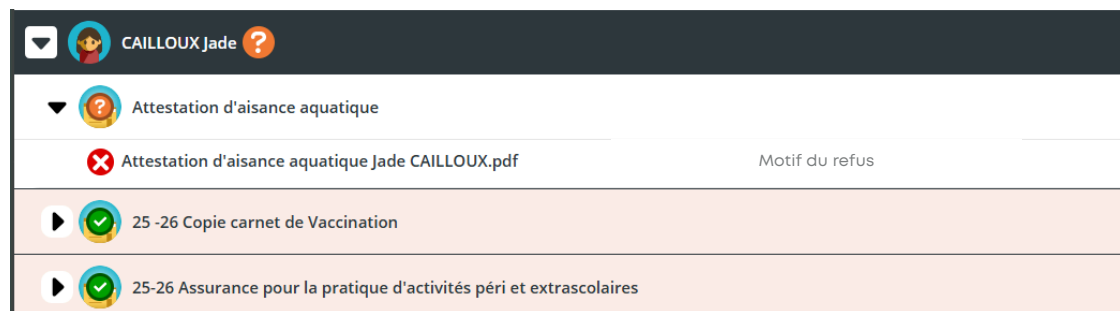 CAILLOUX Jade ?
? Attestation d'aisance aquatique
Attestation d'aisance aquatique Jade CAILLOUX.pdf Motif du refus
25 -26 Copie carnet de Vaccination
25-26 Assurance pour la pratique d'activités péri et extrascolaires